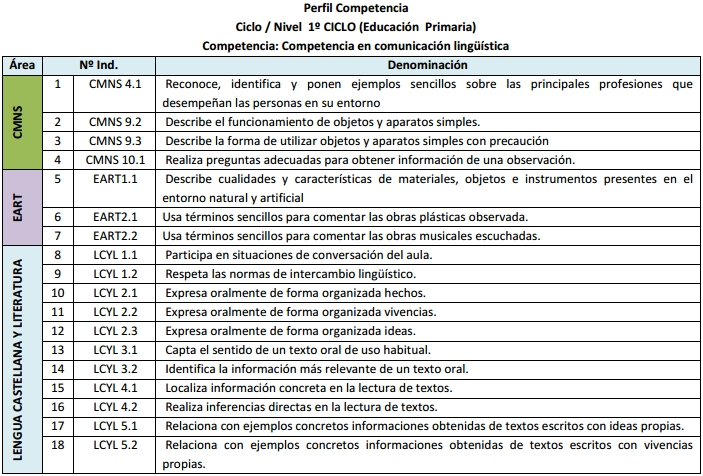 Perfil Competencia
Ciclo / Nivel 1º CICLO (Educación Primaria)
Competencia: Competencia en comunicación lingüística
Área Nº Ind. Denominación
CMNS
1 CMNS 4.1 Reconoce, identifica y ponen ejemplos sencillos sobre las principales profesiones que
desempeñan las personas en su entorno
2 CMNS 9.2 Describe el funcionamiento de objetos y aparatos simples.
3 CMNS 9.3 Describe la forma de utilizar objetos y aparatos simples con precaución
4 CMNS 10.1 Realiza preguntas adecuadas para obtener información de una observación.
EART
5 EART1.1 Describe cualidades y características de materiales, objetos e instrumentos presentes en el
entorno natural y artificial
6 EART2.1 Usa términos sencillos para comentar las obras plásticas observada.
7 EART2.2 Usa términos sencillos para comentar las obras musicales escuchadas.
LENGUA CASTELLANA Y LITERATURA
8 LCYL 1.1 Participa en situaciones de conversación del aula.
9 LCYL 1.2 Respeta las normas de intercambio lingüístico.
10 LCYL 2.1 Expresa oralmente de forma organizada hechos.
11 LCYL 2.2 Expresa oralmente de forma organizada vivencias.
12 LCYL 2.3 Expresa oralmente de forma organizada ideas.
13 LCYL 3.1 Capta el sentido de un texto oral de uso habitual.
14 LCYL 3.2 Identifica la información más relevante de un texto oral.
15 LCYL 4.1 Localiza información concreta en la lectura de textos.
16 LCYL 4.2 Realiza inferencias directas en la lectura de textos.
17 LCYL 5.1 Relaciona con ejemplos concretos informaciones obtenidas de textos escritos con ideas propias.
18 LCYL 5.2 Relaciona con ejemplos concretos informaciones obtenidas de textos escritos con vivencias
propias.